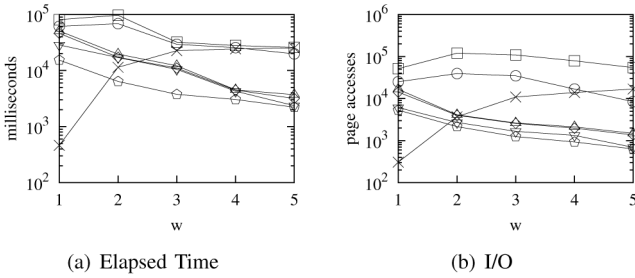 10^5
10^4
10^3
10^2
milliseconds
1 2 3 4 5
w
(a) Elapsed Time
10^6
10^5
10^4
10^3
10^2
page accesses
1 2 3 4 5
w
(b) I/O